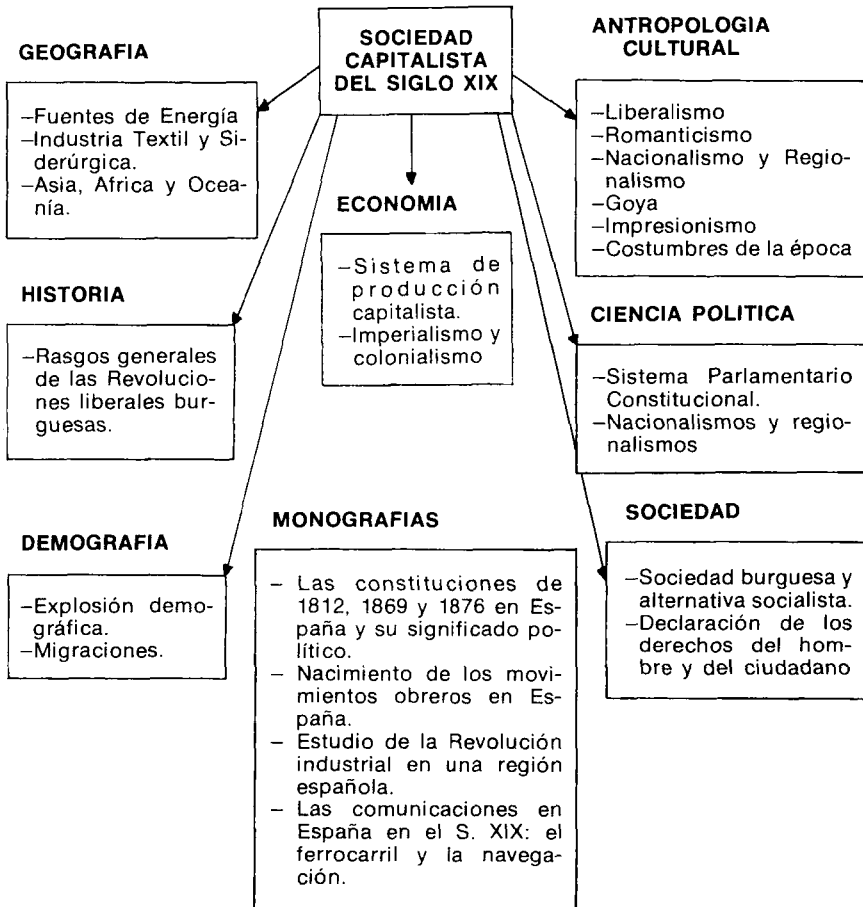 SOCIEDAD
CAPITALISTA
DEL SIGLO XIX
GEOGRAFIA
–Fuentes de Energía
–Industria Textil y Si-
derúrgica.
–Asia, Africa y Ocea-
nía.
HISTORIA
–Rasgos generales
de las Revolucio-
nes liberales bur-
guesas.
DEMOGRAFIA
–Explosión demo-
gráfica.
–Migraciones.
ECONOMIA
–Sistema de
producción
capitalista.
–Imperialismo y
colonialismo
MONOGRAFIAS
– Las constituciones de
1812, 1869 y 1876 en Es-
paña y su significado po-
lítico.
– Nacimiento de los movi-
mientos obreros en Es-
paña.
– Estudio de la Revolución
industrial en una región
española.
– Las comunicaciones en
España en el S. XIX: el
ferrocarril y la navega-
ción.
ANTROPOLOGIA
CULTURAL
–Liberalismo
–Romanticismo
–Nacionalismo y Regio-
nalismo
–Goya
–Impresionismo
–Costumbres de la época
CIENCIA POLITICA
–Sistema Parlamentario
Constitucional.
–Nacionalismos y regio-
nalismos
SOCIEDAD
–Sociedad burguesa y
alternativa socialista.
–Declaración de los
derechos del hom-
bre y del ciudadano